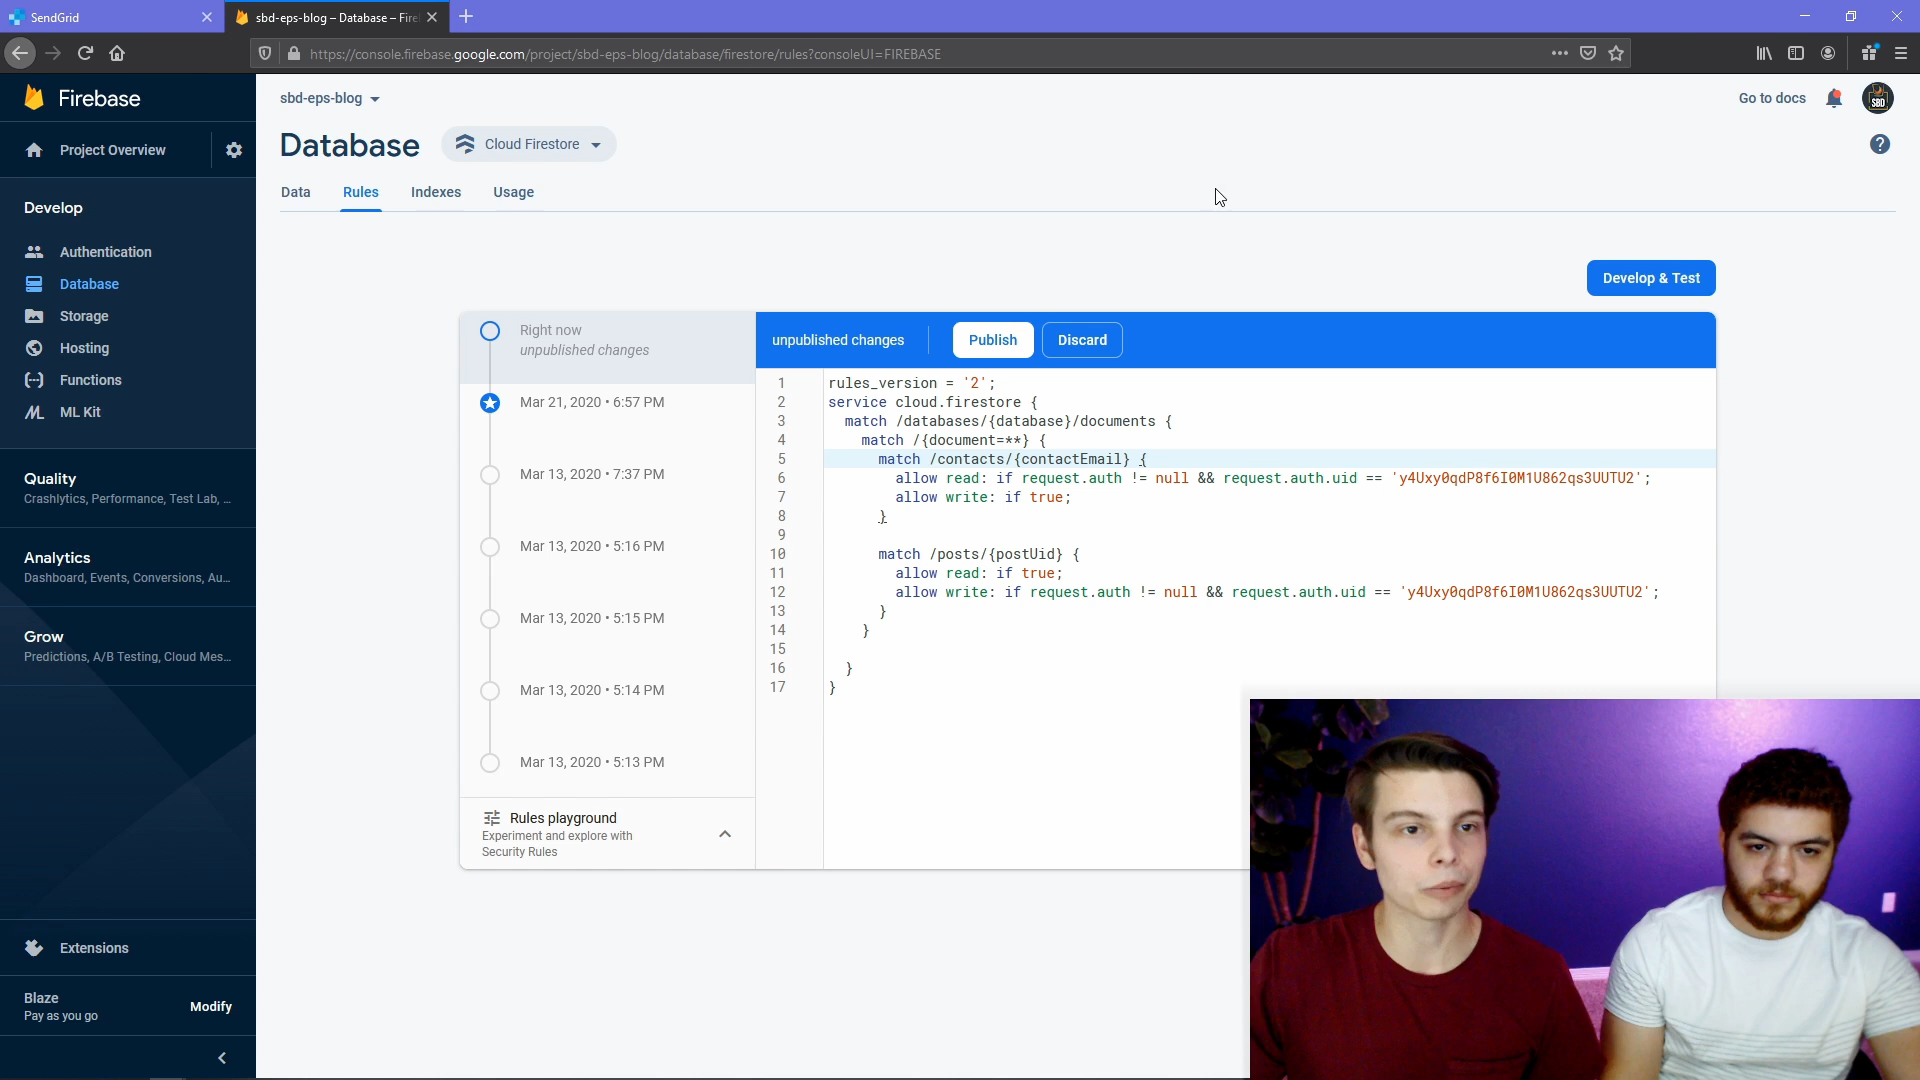 SendGrid
sbd-eps-blog – Database – Fire
https://console.firebase.google.com/project/sbd-eps-blog/database/firestore/rules?consoleUI=FIREBASE
Firebase
sbd-eps-blog
Go to docs
SBD
Project Overview
Database
Cloud Firestore
?
Data Rules Indexes Usage
Develop
Authentication
Database
Storage
Hosting
Functions
ML Kit
Quality
Crashlytics, Performance, Test Lab, ...
Analytics
Dashboard, Events, Conversions, Au...
Grow
Predictions, A/B Testing, Cloud Mes...
Extensions
Blaze
Pay as you go
Modify
Develop & Test
Right now
unpublished changes
Mar 21, 2020 • 6:57 PM
Mar 13, 2020 • 7:37 PM
Mar 13, 2020 • 5:16 PM
Mar 13, 2020 • 5:15 PM
Mar 13, 2020 • 5:14 PM
Mar 13, 2020 • 5:13 PM
Rules playground
Experiment and explore with
Security Rules
unpublished changes
Publish
Discard
1 rules_version = '2';
2 service cloud.firestore {
3 match /databases/{database}/documents {
4 match /{document=**} {
5 match /contacts/{contactEmail} {
6 allow read: if request.auth != null && request.auth.uid == 'y4Uxy0qdP8f6I0M1U862qs3UUTU2';
7 allow write: if true;
8 }
9
10 match /posts/{postUid} {
11 allow read: if true;
12 allow write: if request.auth != null && request.auth.uid == 'y4Uxy0qdP8f6I0M1U862qs3UUTU2';
13 }
14 }
15
16 }
17 }